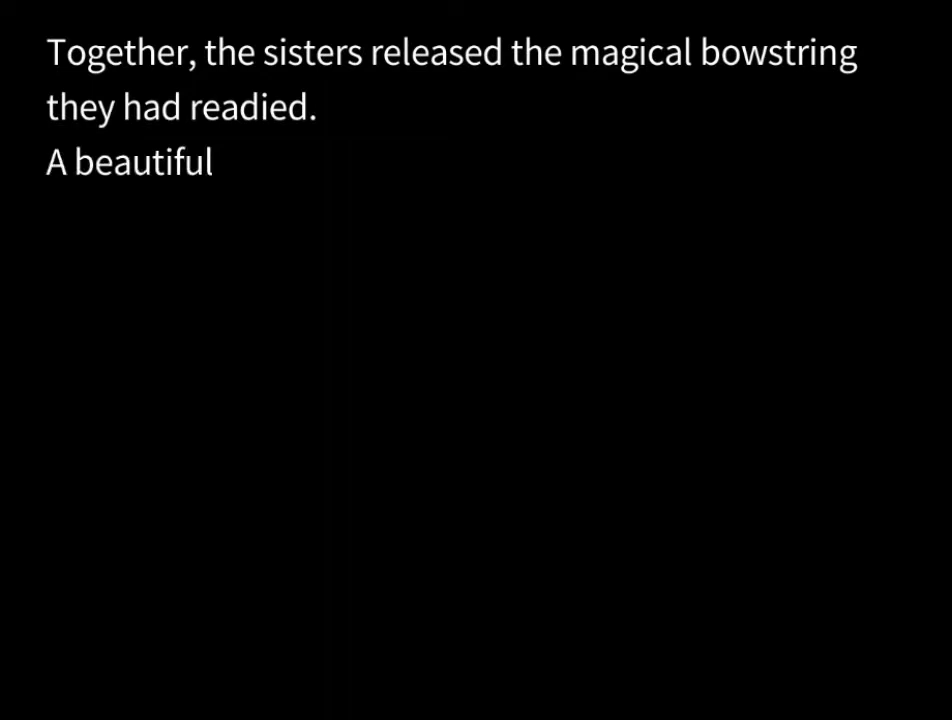 Together, the sisters released the magical bowstring
they had readied.
A beautiful